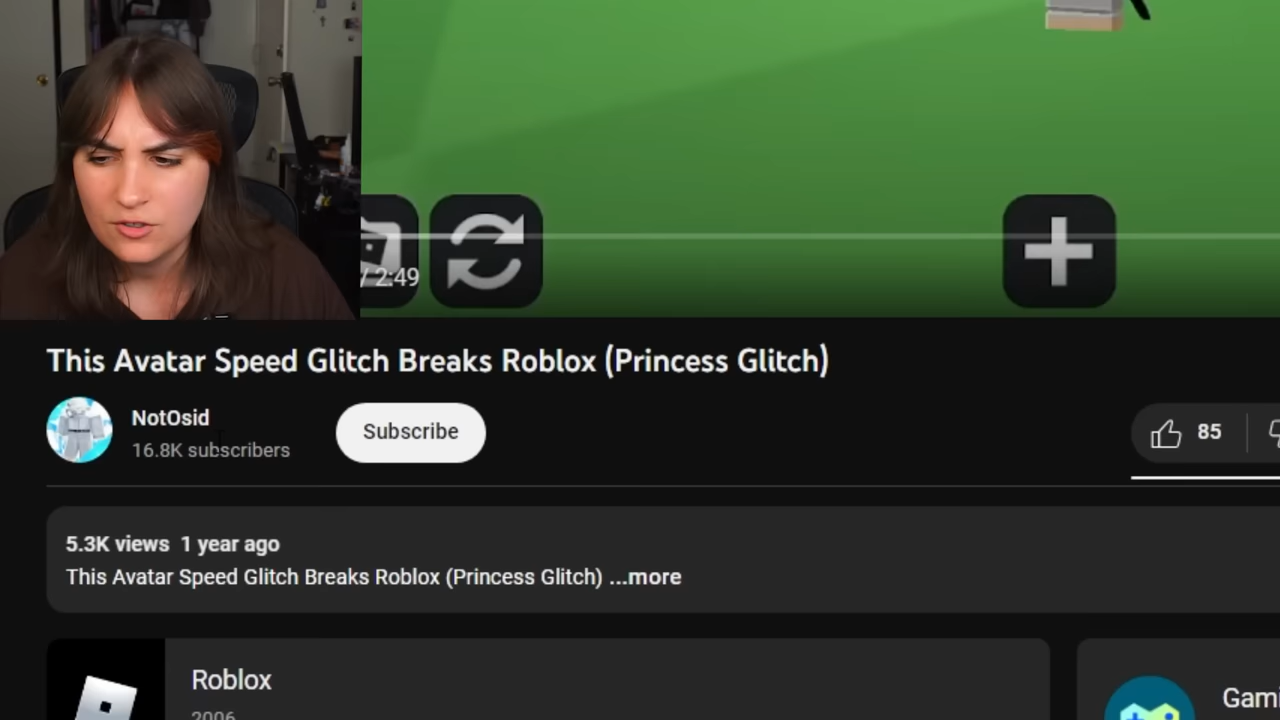 / 2:49
This Avatar Speed Glitch Breaks Roblox (Princess Glitch)
NotOsid
16.8K subscribers
Subscribe
85
5.3K views 1 year ago
This Avatar Speed Glitch Breaks Roblox (Princess Glitch) ...more
Roblox
2006